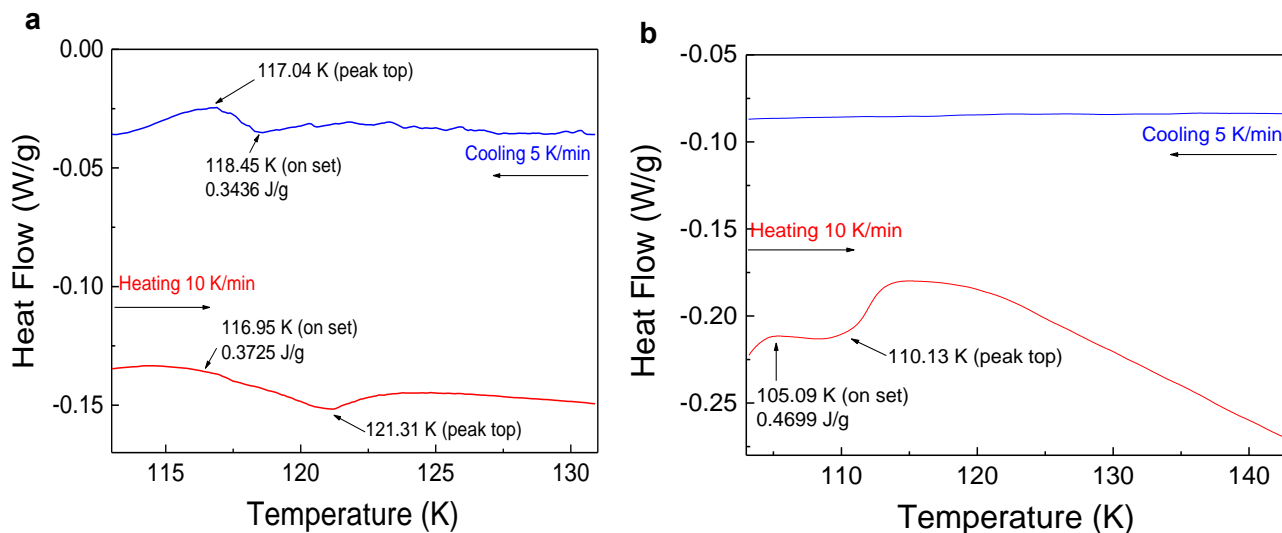 a
0.00
-0.05
-0.10
-0.15
Heat Flow (W/g)
117.04 K (peak top)
118.45 K (on set)
0.3436 J/g
Cooling 5 K/min
Heating 10 K/min
116.95 K (on set)
0.3725 J/g
121.31 K (peak top)
115 120 125 130
Temperature (K)
b
-0.05
-0.10
-0.15
-0.20
-0.25
Heat Flow (W/g)
Cooling 5 K/min
Heating 10 K/min
110.13 K (peak top)
105.09 K (on set)
0.4699 J/g
110 120 130 140
Temperature (K)